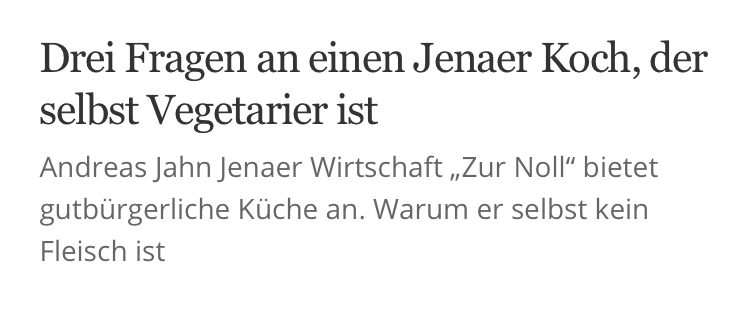 Drei Fragen an einen Jenaer Koch, der
selbst Vegetarier ist
Andreas Jahn Jenaer Wirtschaft „Zur Noll“ bietet
gutbürgerliche Küche an. Warum er selbst kein
Fleisch ist